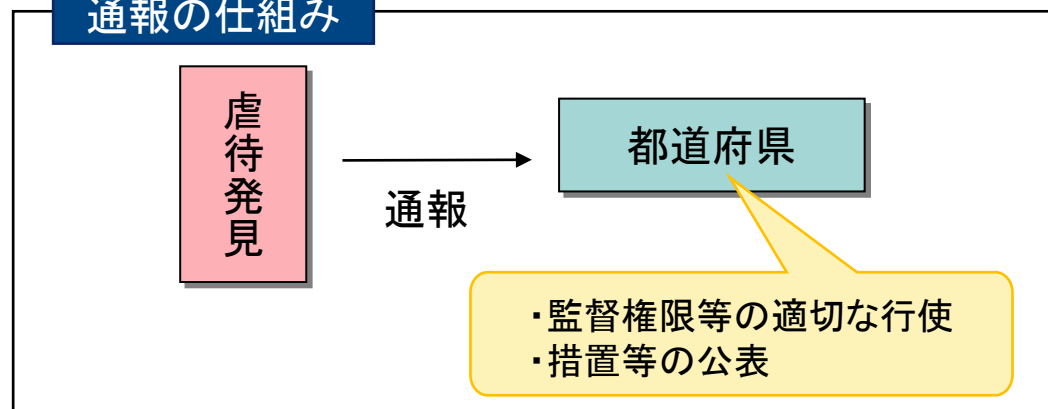 通報の仕組み
虐待発見
都道府県
通報
・監督権限等の適切な行使
・措置等の公表